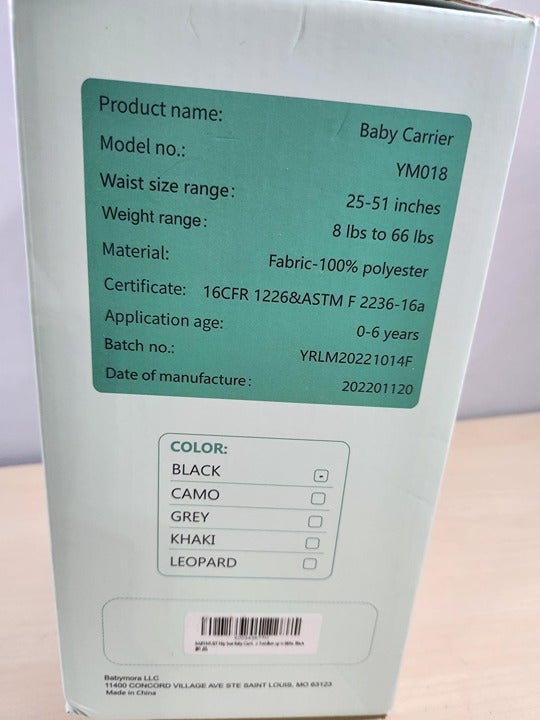 Product name: Baby Carrier
Model no.: YM018
Waist size range: 25-51 inches
Weight range: 8 lbs to 66 lbs
Material: Fabric-100% polyester
Certificate: 16CFR 1226&ASTM F 2236-16a
Application age: 0-6 years
Batch no.: YRLM20221014F
Date of manufacture: 202201120
COLOR:
BLACK
CAMO
GREY
KHAKI
LEOPARD
Babymora LLC
11400 CONCORD VILLAGE AVE STE SAINT LOUIS, MO 63123
Made in China